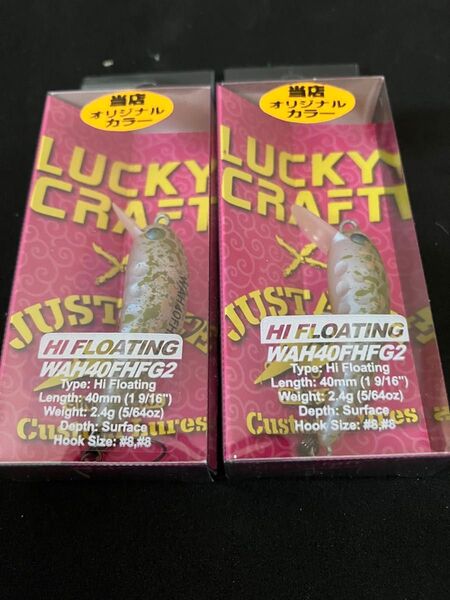 当店
オリジナル
カラー
LUCKY
CRAFT
HI FLOATING
WAH40FHFG2
Type: Hi Floating
Length: 40mm (1 9/16")
Weight: 2.4g (5/64oz)
Depth: Surface
Hook Size: #8,#8
当店
オリジナル
カラー
LUCKY
CRAFT
HI FLOATING
WAH40FHFG2
Type: Hi Floating
Length: 40mm (1 9/16")
Weight: 2.4g (5/64oz)
Depth: Surface
Hook Size: #8,#8